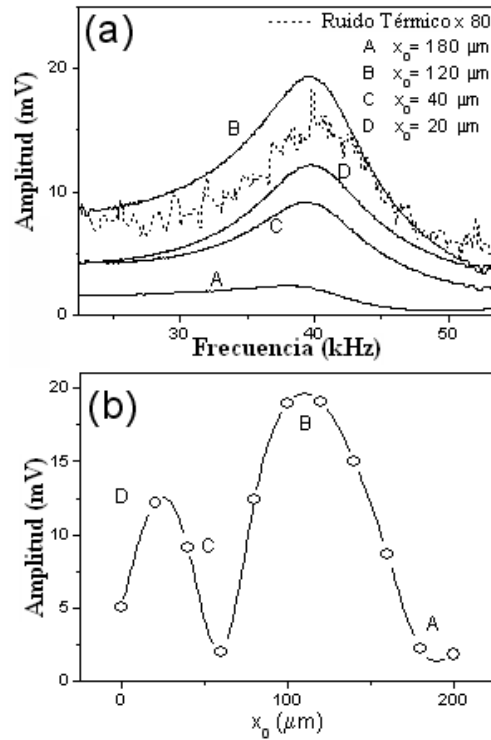 (a)
Ruido Térmico x 80
A x₀= 180 μm
B x₀= 120 μm
C x₀= 40 μm
D x₀= 20 μm
20
10
0
Amplitud (mV)
B
D
C
A
30
40
50
Frecuencia (kHz)
(b)
20
15
10
5
0
Amplitud (mV)
D
C
B
A
0
100
200
x₀ (μm)